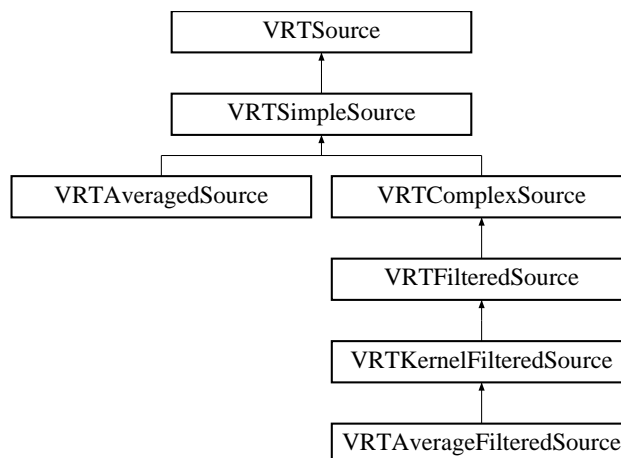 VRTSource
VRTSimpleSource
VRTAveragedSource
VRTComplexSource
VRTFilteredSource
VRTKernelFilteredSource
VRTAverageFilteredSource